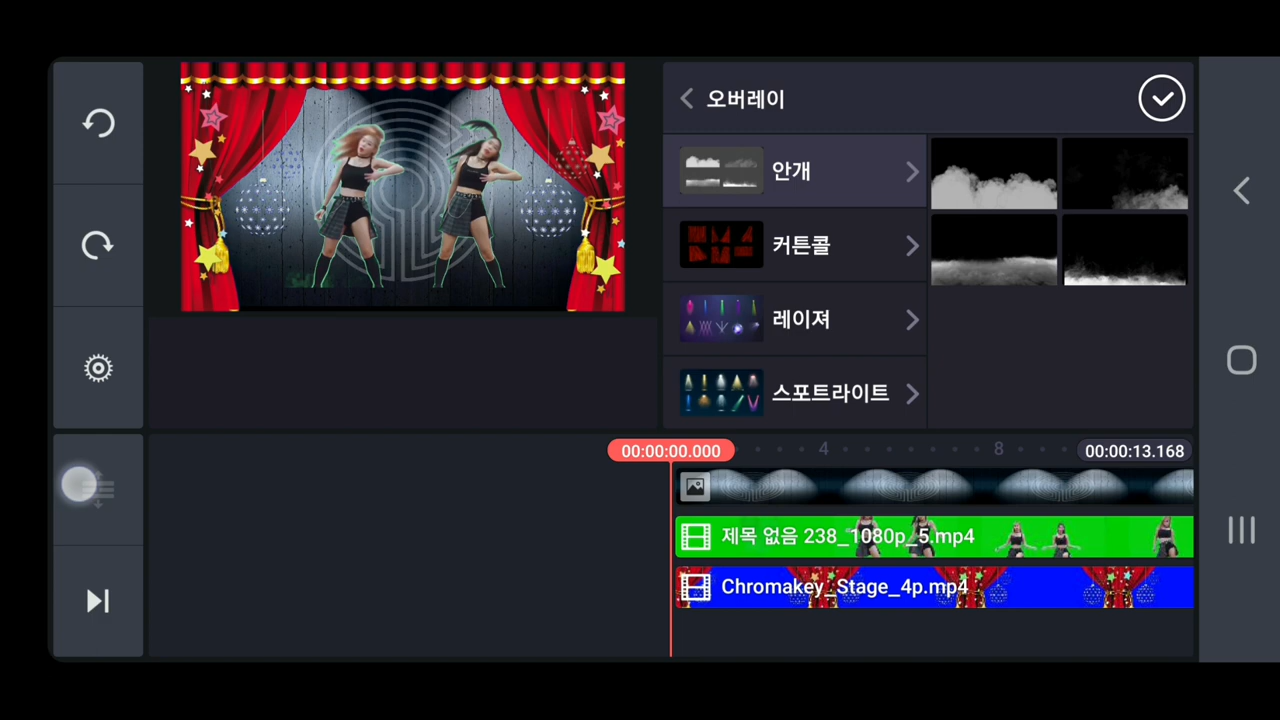 오버레이
안개
커튼콜
레이져
스포트라이트
00:00:00.000
4
8
00:00:13.168
제목 없음 238_1080p_5.mp4
Chromakey_Stage_4p.mp4